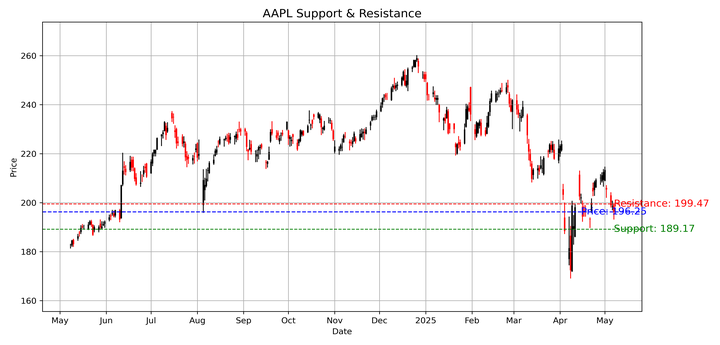 AAPL Support & Resistance
Price
260
240
220
200
190
180
160
Resistance: 199.47
Price: 196.25
Support: 189.17
May
Jun
Jul
Aug
Sep
Oct
Nov
Dec
2025
Feb
Mar
Apr
May
Date